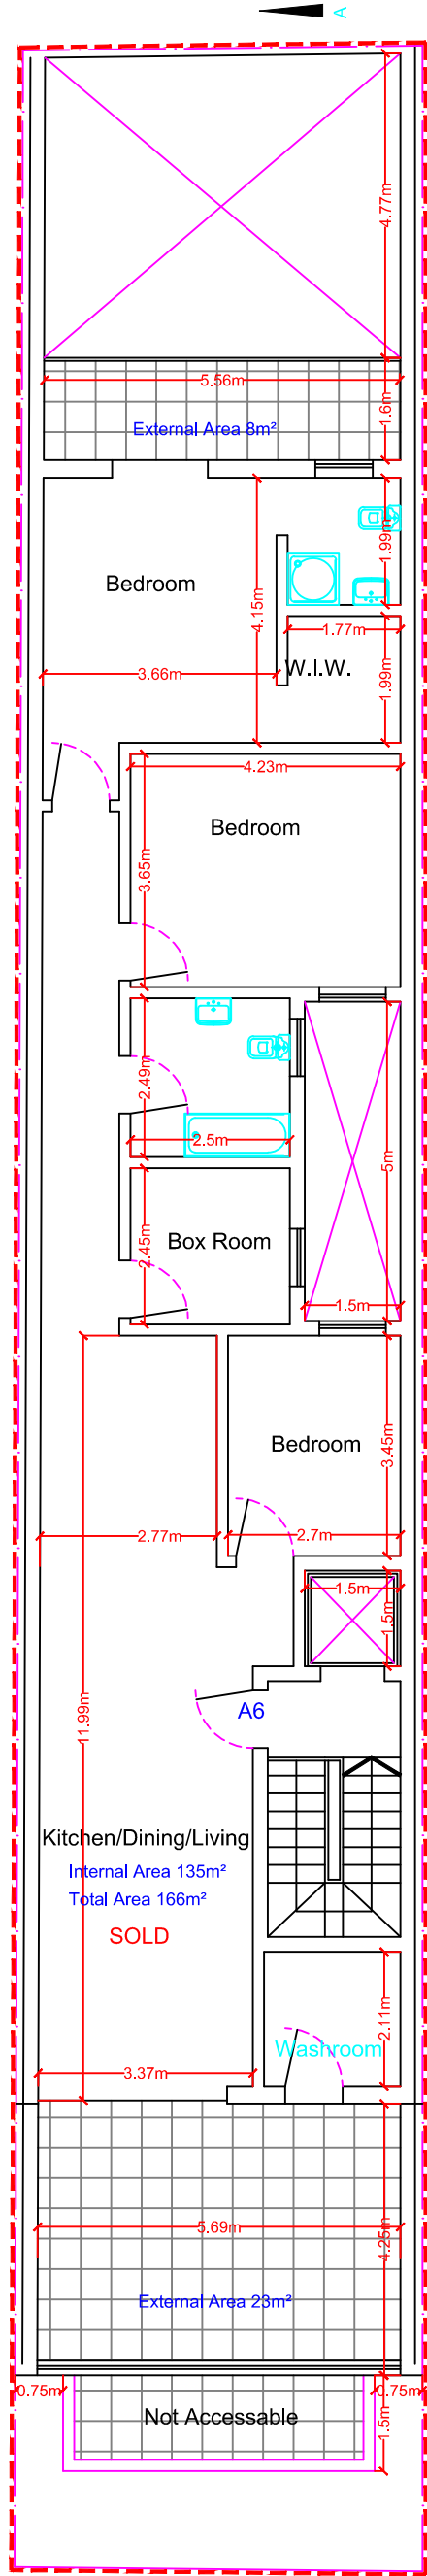 A
4.77m
5.56m
1.6m
External Area 8m²
1.99m
Bedroom
4.15m
1.77m
3.66m
W.I.W.
1.99m
4.23m
Bedroom
3.65m
2.49m
2.5m
5m
Box Room
2.45m
1.5m
Bedroom
3.45m
2.77m
2.7m
1.5m
1.5m
11.99m
A6
Kitchen/Dining/Living
Internal Area 135m²
Total Area 166m²
SOLD
2.11m
Washroom
3.37m
5.69m
4.25m
External Area 23m²
0.75m
0.75m
Not Accessable
1.5m